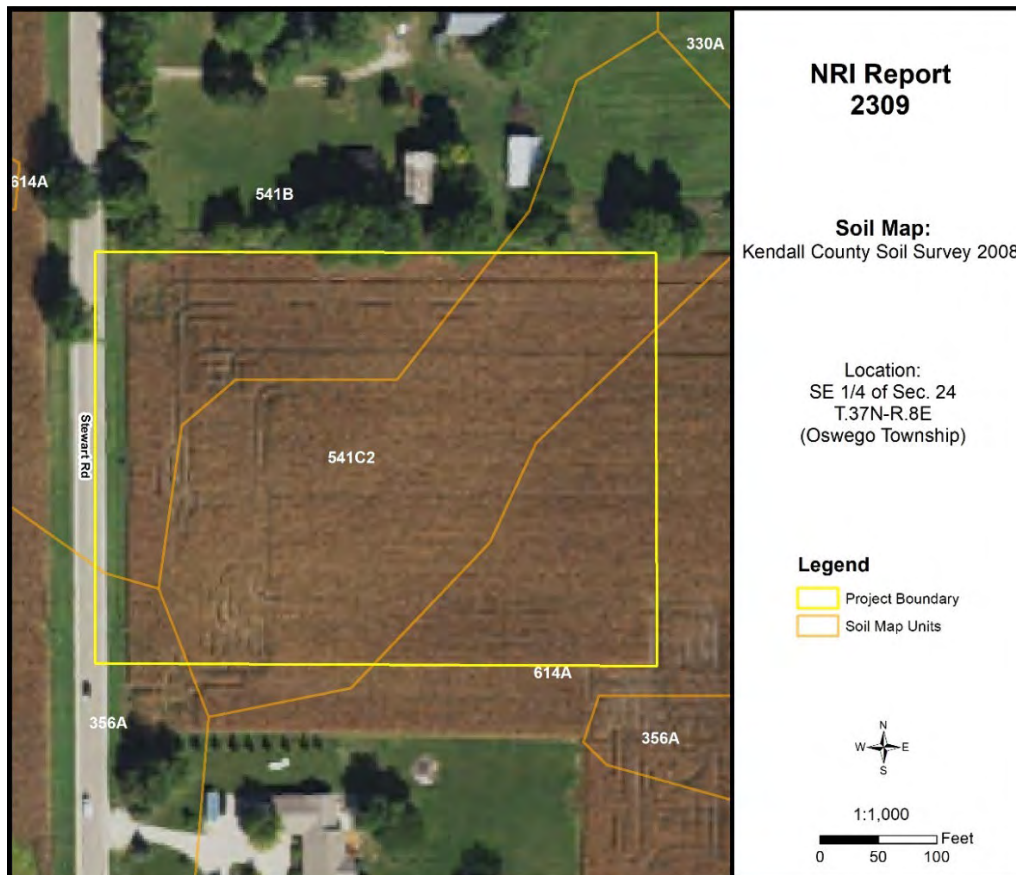 330A
614A
541B
Stewart Rd
541C2
614A
356A
356A
NRI Report
2309
Soil Map:
Kendall County Soil Survey 2008
Location:
SE 1/4 of Sec. 24
T.37N-R.8E
(Oswego Township)
Legend
Project Boundary
Soil Map Units
N
W E
S
1:1,000
Feet
0 50 100